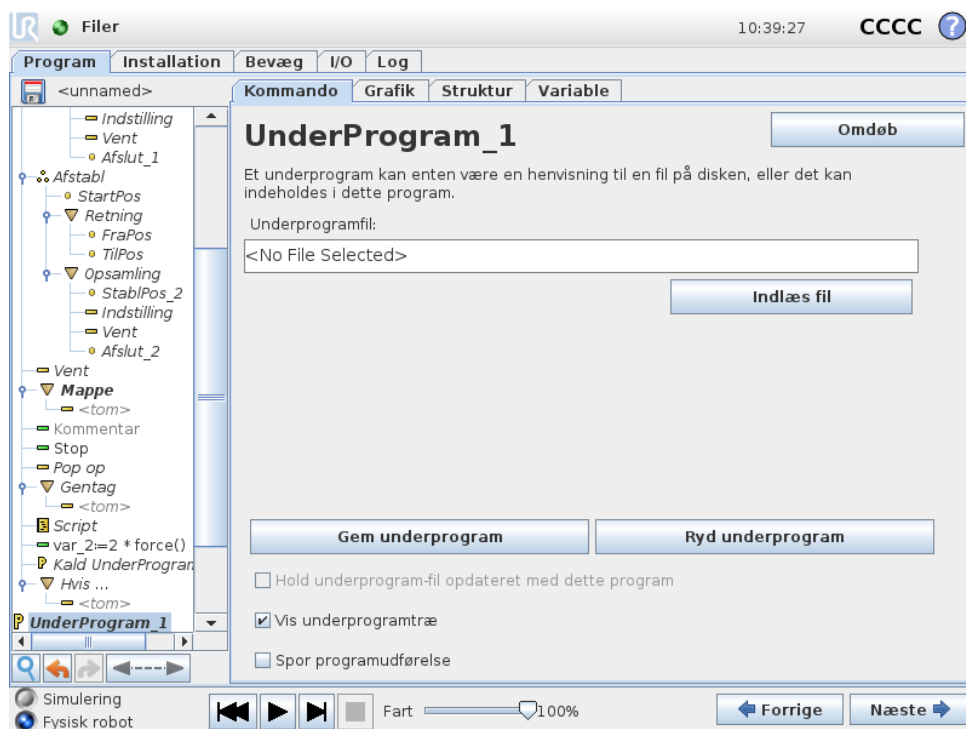 UR Filer 10:39:27 CCCC ?
Program Installation Bevæg I/O Log
<unnamed>
Kommando Grafik Struktur Variable
Indstilling
Vent
Afslut_1
Afstabl
StartPos
Retning
FraPos
TilPos
Opsamling
StablPos_2
Indstilling
Vent
Afslut_2
Vent
Mappe
<tom>
Kommentar
Stop
Pop op
Gentag
<tom>
Script
var_2:=2 * force()
Kald UnderProgran
Hvis ...
<tom>
UnderProgram_1
UnderProgram_1
Omdøb
Et underprogram kan enten være en henvisning til en fil på disken, eller det kan
indeholdes i dette program.
Underprogramfil:
<No File Selected>
Indlæs fil
Gem underprogram Ryd underprogram
Hold underprogram-fil opdateret med dette program
Vis underprogramtræ
Spor programudførelse
Simulering
Fysisk robot
Fart 100%
Forrige Næste